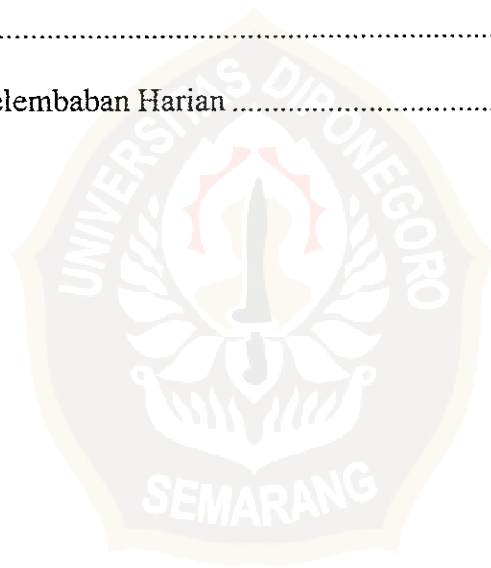 ......................................................................
elembaban Harian ......................................
UNIVERSITAS DIPONEGORO
SEMARANG